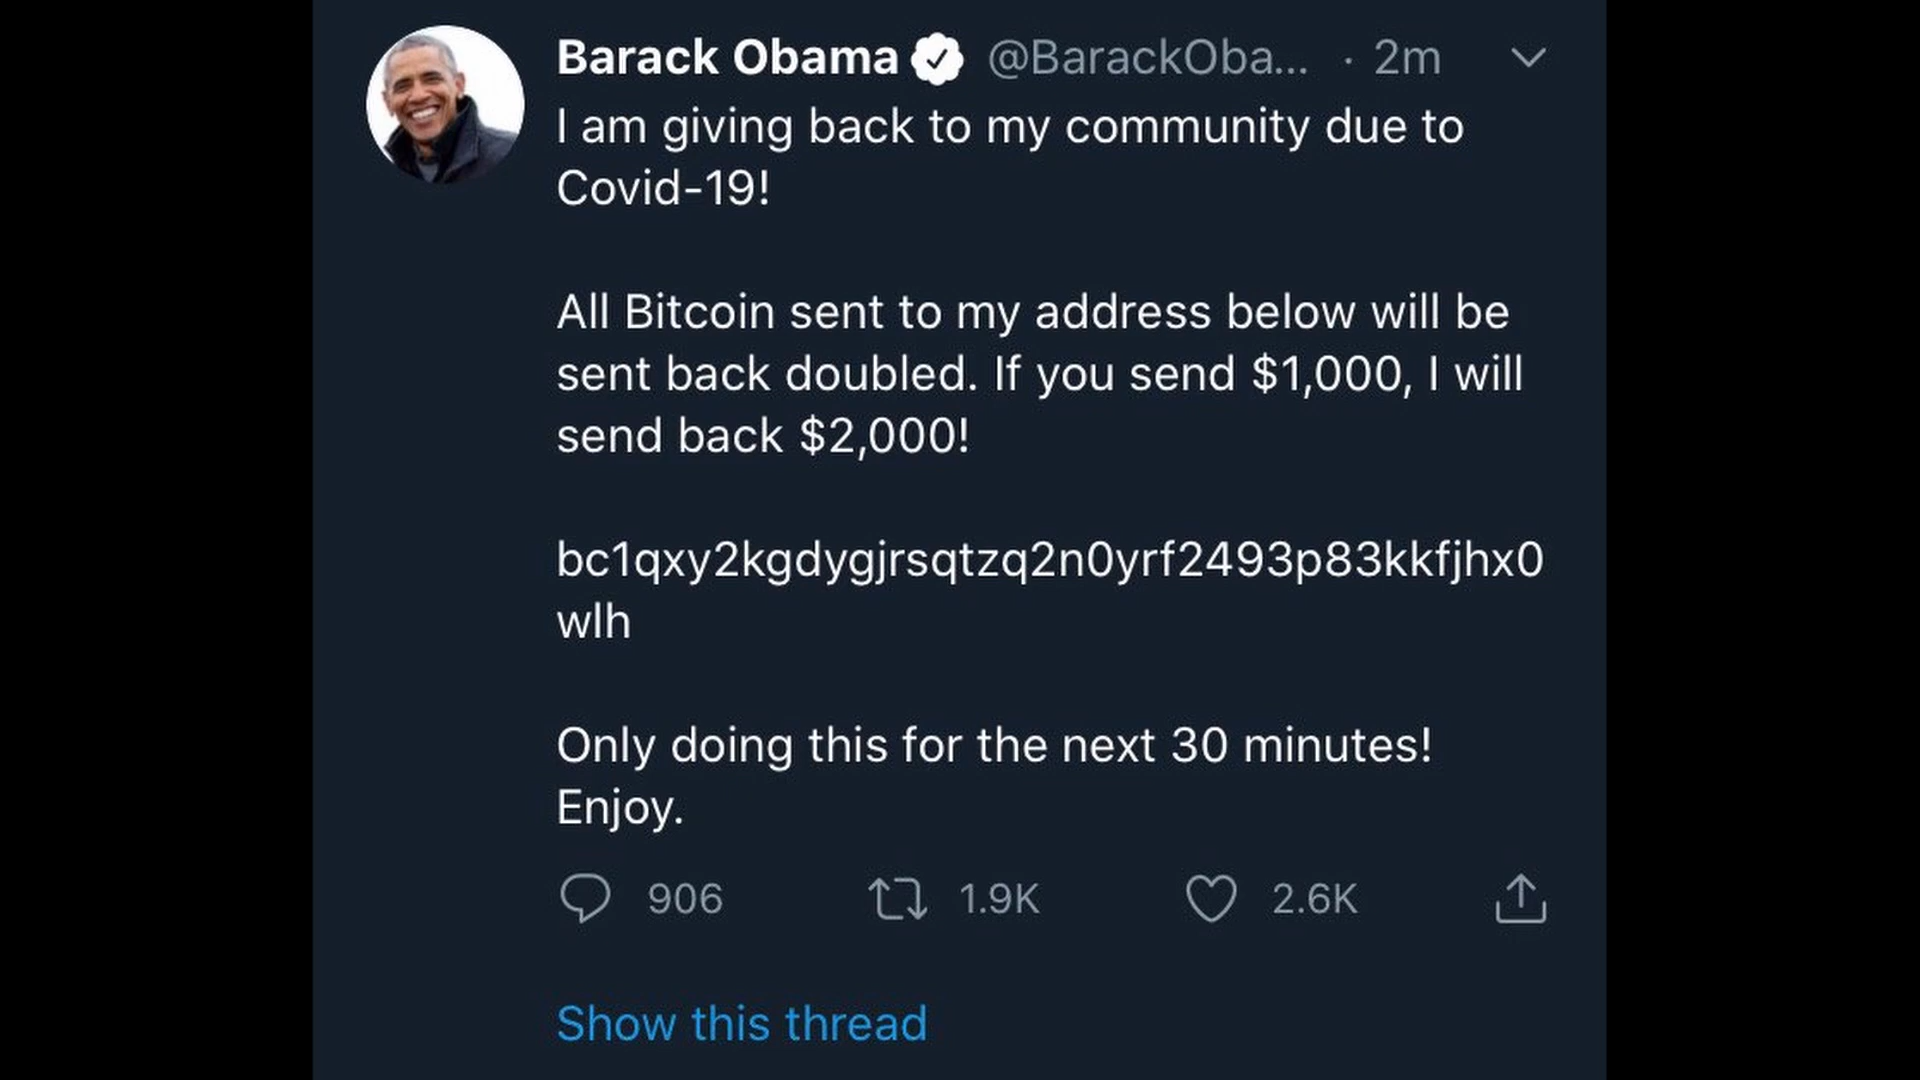 Barack Obama @BarackOba... · 2m
I am giving back to my community due to
Covid-19!
All Bitcoin sent to my address below will be
sent back doubled. If you send $1,000, I will
send back $2,000!
bc1qxy2kgdygjrsqtzq2n0yrf2493p83kkfjhx0
wlh
Only doing this for the next 30 minutes!
Enjoy.
906 1.9K 2.6K
Show this thread